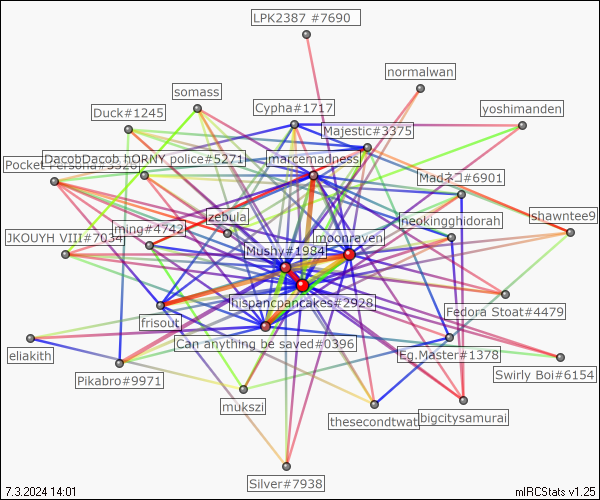 LPK2387 #7690
normalwan
somass
Duck#1245
Cypha#1717
yoshimanden
Majestic#3375
DacobDacob hORNY police#5271
marcemadness
Pocket
Madネコ#6901
zebula
neokingghidorah
shawntee9
ming#4742
moonraven
JKOUYH VIII#7034
Mushy#1984
hispancpancakes#2928
Fedora Stoat#4479
frisout
Can anything be saved#0396
eliakith
Eg.Master#1378
Swirly Boi#6154
Pikabro#9971
mukszi
thesecondtwat
bigcitysamurai
Silver#7938
7.3.2024 14:01
mIRCStats v1.25